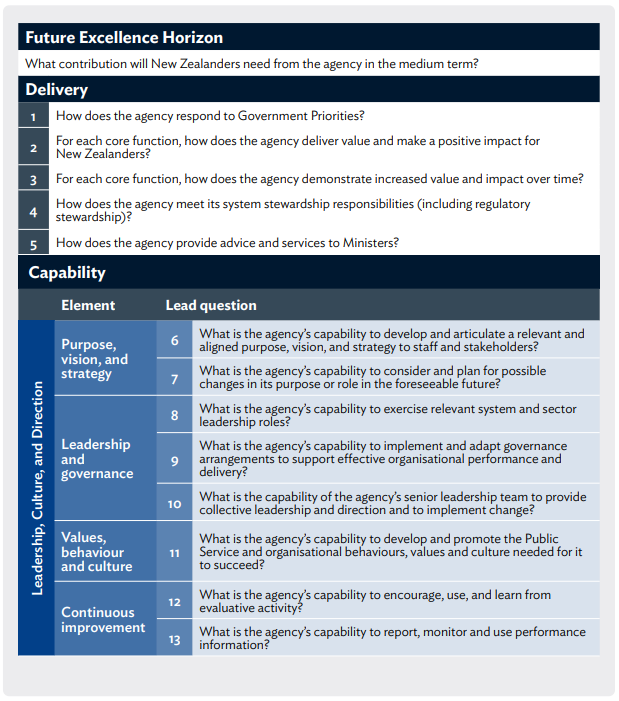 Future Excellence Horizon
What contribution will New Zealanders need from the agency in the medium term?
Delivery
1 How does the agency respond to Government Priorities?
2 For each core function, how does the agency deliver value and make a positive impact for
New Zealanders?
3 For each core function, how does the agency demonstrate increased value and impact over time?
4 How does the agency meet its system stewardship responsibilities (including regulatory
stewardship)?
5 How does the agency provide advice and services to Ministers?
Capability
Element Lead question
Leadership, Culture, and Direction
Purpose,
vision, and
strategy
6 What is the agency’s capability to develop and articulate a relevant and
aligned purpose, vision, and strategy to staff and stakeholders?
7 What is the agency’s capability to consider and plan for possible
changes in its purpose or role in the foreseeable future?
Leadership
and
governance
8 What is the agency’s capability to exercise relevant system and sector
leadership roles?
9 What is the agency’s capability to implement and adapt governance
arrangements to support effective organisational performance and
delivery?
10 What is the capability of the agency’s senior leadership team to provide
collective leadership and direction and to implement change?
Values,
behaviour
and culture
11 What is the agency’s capability to develop and promote the Public
Service and organisational behaviours, values and culture needed for it
to succeed?
Continuous
improvement
12 What is the agency’s capability to encourage, use, and learn from
evaluative activity?
13 What is the agency’s capability to report, monitor and use performance
information?